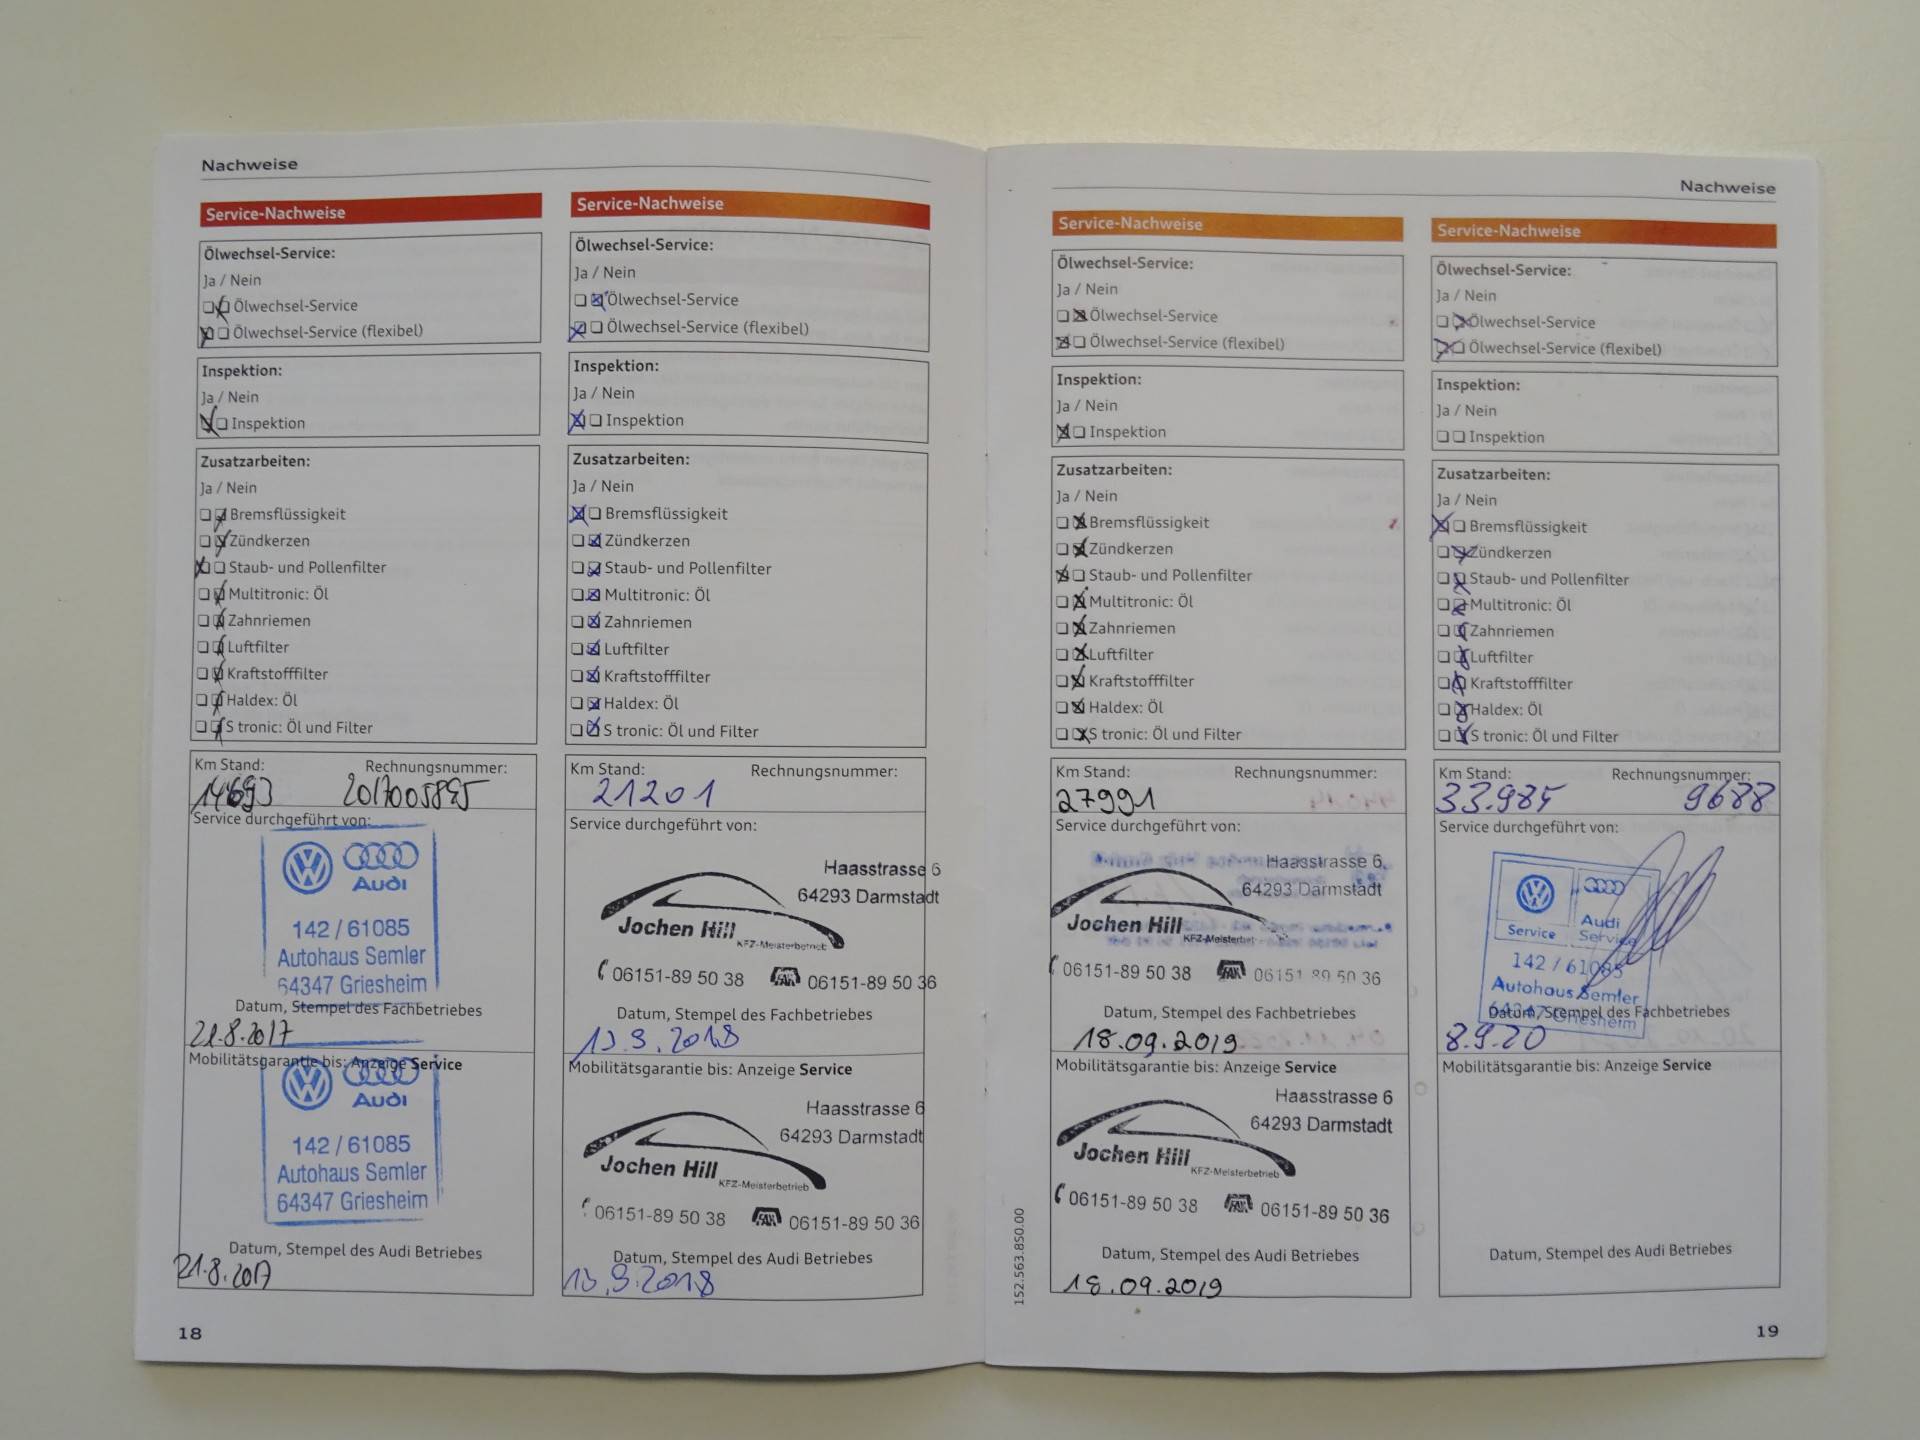 Nachweise
Service-Nachweise
Ölwechsel-Service:
Ja / Nein
Ölwechsel-Service
Ölwechsel-Service (flexibel)
Inspektion:
Ja / Nein
Inspektion
Zusatzarbeiten:
Ja / Nein
Bremsflüssigkeit
Zündkerzen
Staub- und Pollenfilter
Multitronic: Öl
Zahnriemen
Luftfilter
Kraftstofffilter
Haldex: Öl
S tronic: Öl und Filter
Km Stand: Rechnungsnummer:
14693 2017005895
Service durchgeführt von:
Audi
142 / 61085
Autohaus Semler
64347 Griesheim
Datum, Stempel des Fachbetriebes
21.8.2017
Mobilitätsgarantie bis: Anzeige Service
Audi
142 / 61085
Autohaus Semler
64347 Griesheim
Datum, Stempel des Audi Betriebes
21.8.2017
18
Service-Nachweise
Ölwechsel-Service:
Ja / Nein
Ölwechsel-Service
Ölwechsel-Service (flexibel)
Inspektion:
Ja / Nein
Inspektion
Zusatzarbeiten:
Ja / Nein
Bremsflüssigkeit
Zündkerzen
Staub- und Pollenfilter
Multitronic: Öl
Zahnriemen
Luftfilter
Kraftstofffilter
Haldex: Öl
S tronic: Öl und Filter
Km Stand: Rechnungsnummer:
21201
Service durchgeführt von:
Haasstrasse 6
64293 Darmstadt
Jochen Hill
KFZ-Meisterbetrieb
06151-89 50 38 FAX 06151-89 50 36
Datum, Stempel des Fachbetriebes
13.9.2018
Mobilitätsgarantie bis: Anzeige Service
Haasstrasse 6
64293 Darmstadt
Jochen Hill
KFZ-Meisterbetrieb
06151-89 50 38 FAX 06151-89 50 36
Datum, Stempel des Audi Betriebes
13.9.2018
Nachweise
Service-Nachweise
Ölwechsel-Service:
Ja / Nein
Ölwechsel-Service
Ölwechsel-Service (flexibel)
Inspektion:
Ja / Nein
Inspektion
Zusatzarbeiten:
Ja / Nein
Bremsflüssigkeit
Zündkerzen
Staub- und Pollenfilter
Multitronic: Öl
Zahnriemen
Luftfilter
Kraftstofffilter
Haldex: Öl
S tronic: Öl und Filter
Km Stand: Rechnungsnummer:
27991
Service durchgeführt von:
Haasstrasse 6
64293 Darmstadt
Jochen Hill
KFZ-Meisterbetrieb
06151-89 50 38 FAX 06151-89 50 36
Datum, Stempel des Fachbetriebes
18.09.2019
Mobilitätsgarantie bis: Anzeige Service
Haasstrasse 6
64293 Darmstadt
Jochen Hill
KFZ-Meisterbetrieb
06151-89 50 38 FAX 06151-89 50 36
Datum, Stempel des Audi Betriebes
18.09.2019
152.563.850.00
Service-Nachweise
Ölwechsel-Service:
Ja / Nein
Ölwechsel-Service
Ölwechsel-Service (flexibel)
Inspektion:
Ja / Nein
Inspektion
Zusatzarbeiten:
Ja / Nein
Bremsflüssigkeit
Zündkerzen
Staub- und Pollenfilter
Multitronic: Öl
Zahnriemen
Luftfilter
Kraftstofffilter
Haldex: Öl
S tronic: Öl und Filter
Km Stand: Rechnungsnummer:
33.985 9688
Service durchgeführt von:
Audi
Service Service
142 / 61085
Autohaus Semler
64347 Griesheim
Datum, Stempel des Fachbetriebes
8.9.20
Mobilitätsgarantie bis: Anzeige Service
Datum, Stempel des Audi Betriebes
19